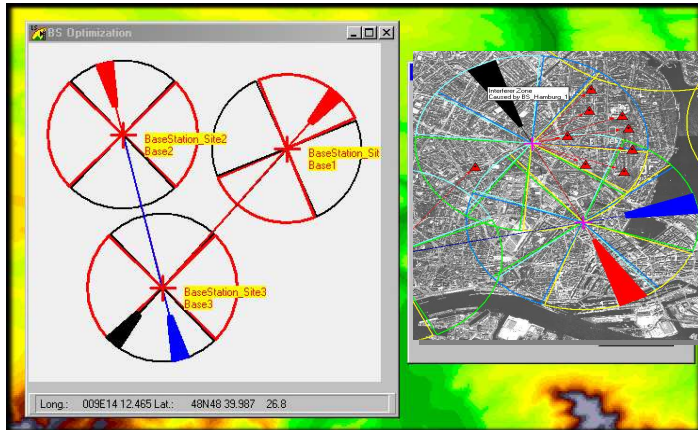 BS Optimization
BaseStation_Site2
Base2
BaseStation_Sit
Base1
BaseStation_Site3
Base3
Long.: 009E14 12.465 Lat.: 48N48 39.987 26.8
Interferer Zone
Caused by BS_Hamburg_1